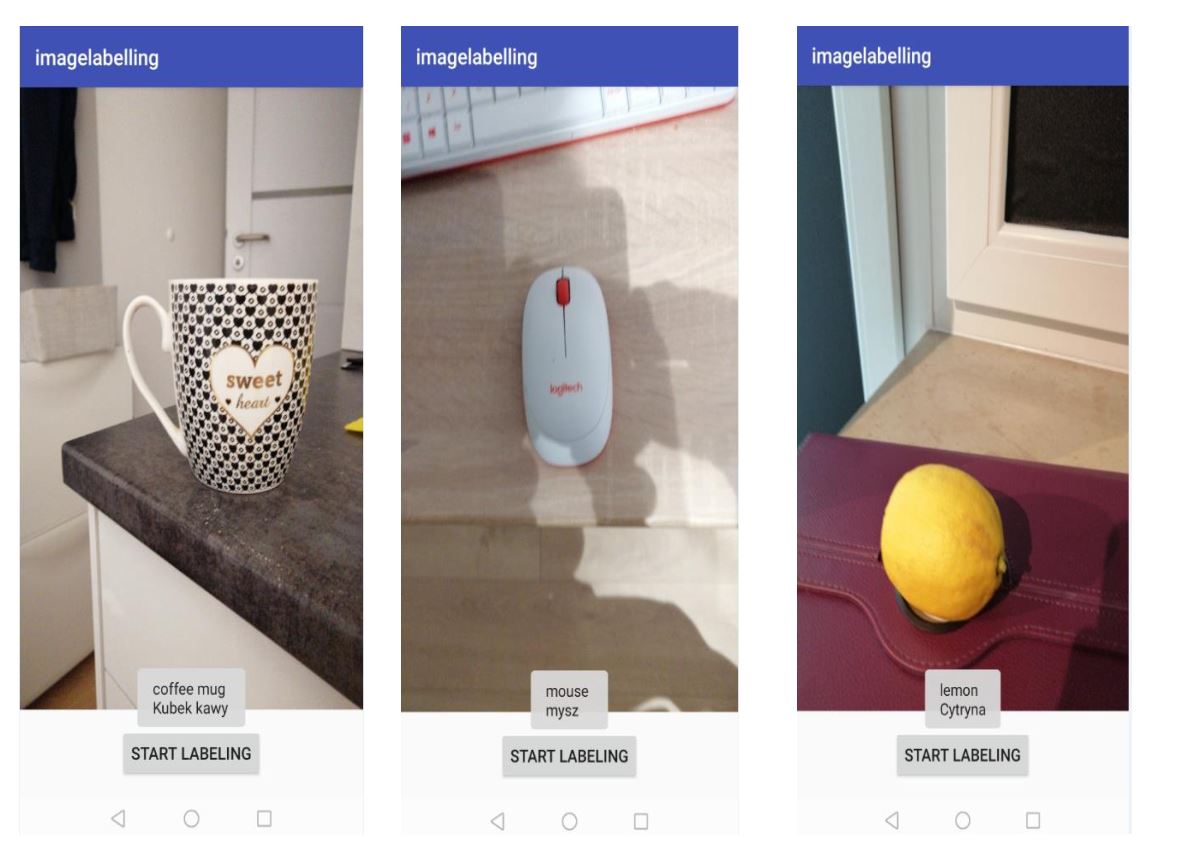 imagelabelling
sweet
heart
coffee mug
Kubek kawy
START LABELING
imagelabelling
logitech
mouse
mysz
START LABELING
imagelabelling
lemon
Cytryna
START LABELING